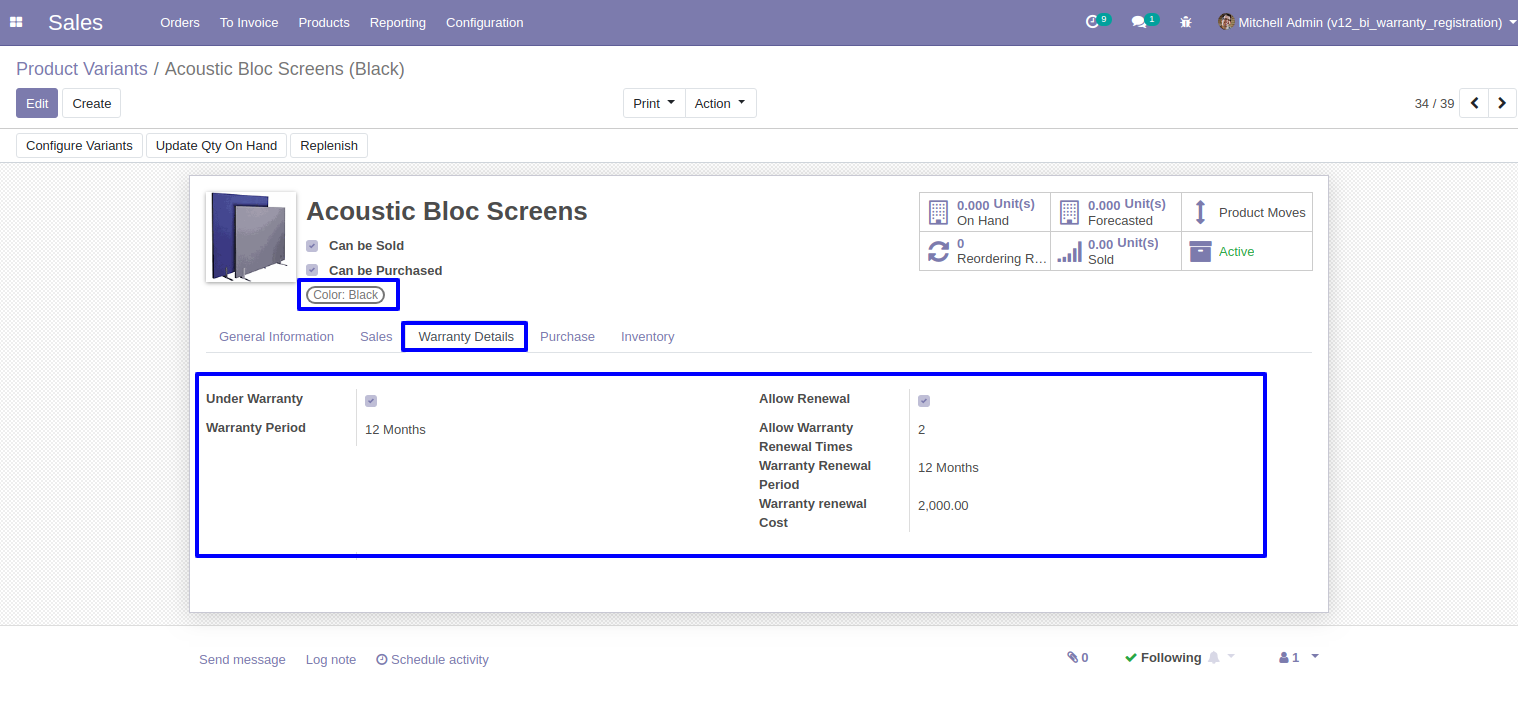 Sales Orders To Invoice Products Reporting Configuration 9 1 Mitchell Admin (v12_bi_warranty_registration)
Product Variants / Acoustic Bloc Screens (Black)
Edit Create Print Action 34 / 39
Configure Variants Update Qty On Hand Replenish
Acoustic Bloc Screens
Can be Sold
Can be Purchased
Color: Black
0.000 Unit(s)
On Hand
0.000 Unit(s)
Forecasted
Product Moves
0
Reordering R...
0.00 Unit(s)
Sold
Active
General Information Sales Warranty Details Purchase Inventory
Under Warranty
Warranty Period 12 Months
Allow Renewal
Allow Warranty 2
Renewal Times
Warranty Renewal 12 Months
Period
Warranty renewal 2,000.00
Cost
Send message Log note Schedule activity 0 Following 1